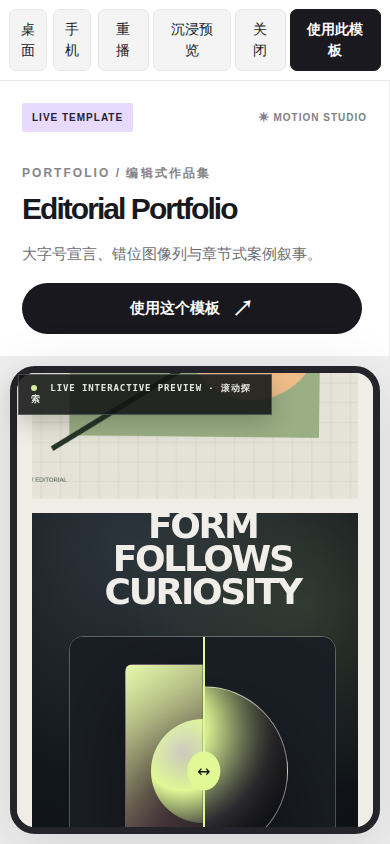 桌面 手机 重播 沉浸预览 关闭 使用此模板
LIVE TEMPLATE ✷ MOTION STUDIO
PORTFOLIO / 编辑式作品集
Editorial Portfolio
大字号宣言、错位图像列与章节式案例叙事。
使用这个模板 ↗
LIVE INTERACTIVE PREVIEW · 滚动探
索
/ EDITORIAL
FORM
FOLLOWS
CURIOSITY
↔